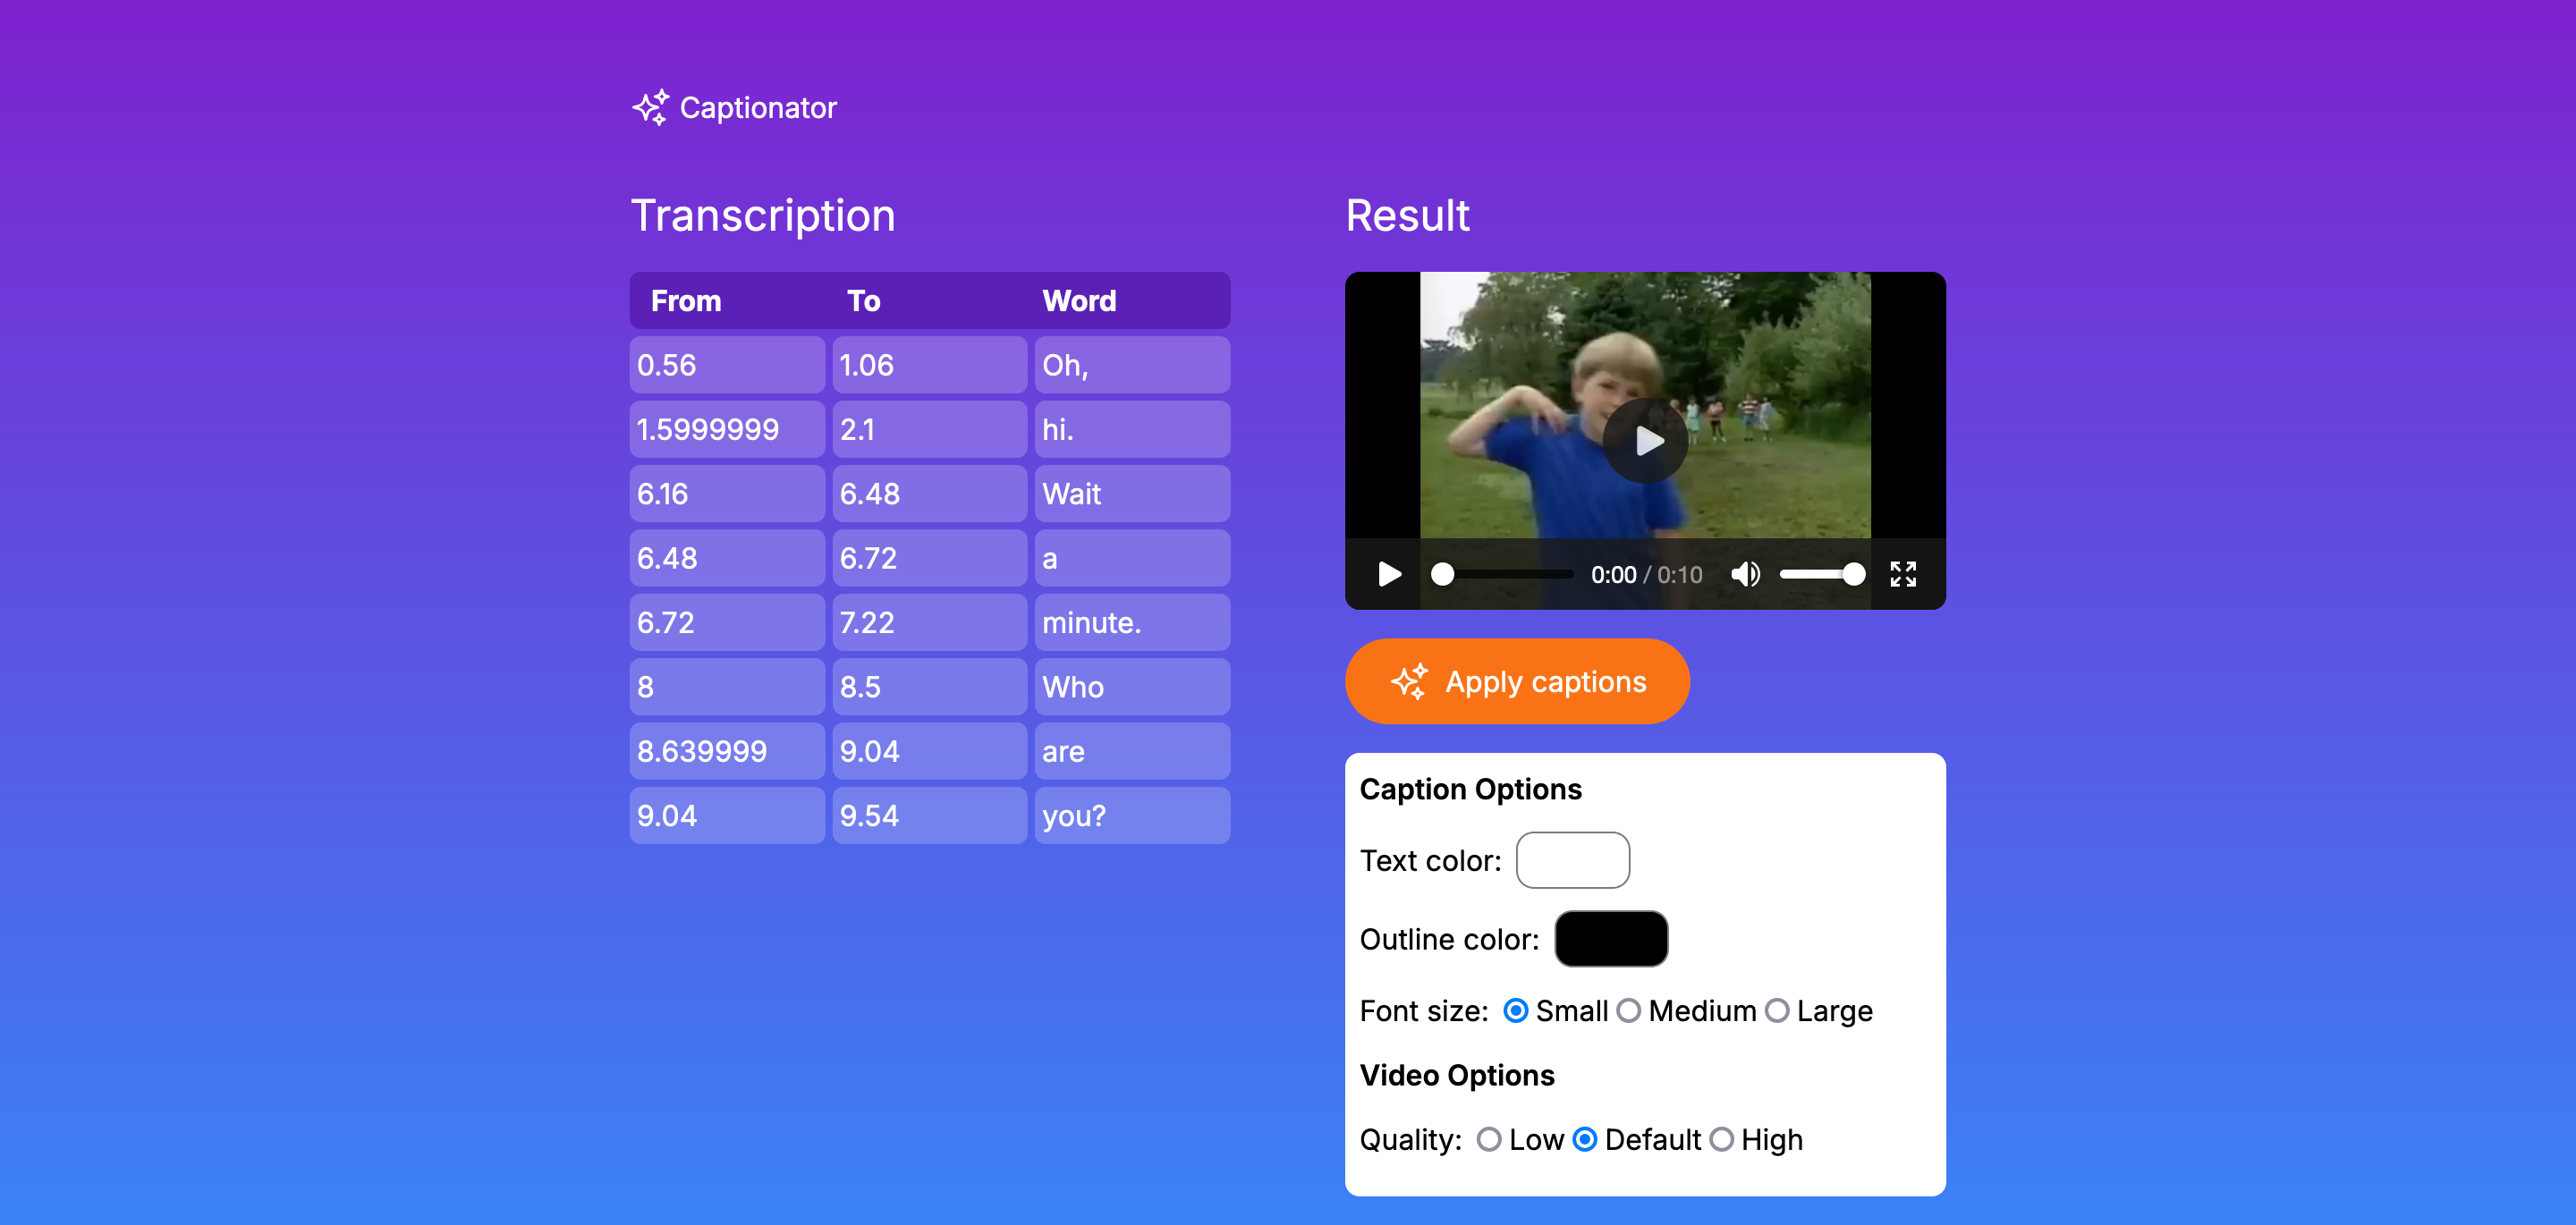 Captionator
Transcription
From To Word
0.56 1.06 Oh,
1.5999999 2.1 hi.
6.16 6.48 Wait
6.48 6.72 a
6.72 7.22 minute.
8 8.5 Who
8.639999 9.04 are
9.04 9.54 you?
Result
0:00 / 0:10
Apply captions
Caption Options
Text color:
Outline color:
Font size: Small Medium Large
Video Options
Quality: Low Default High